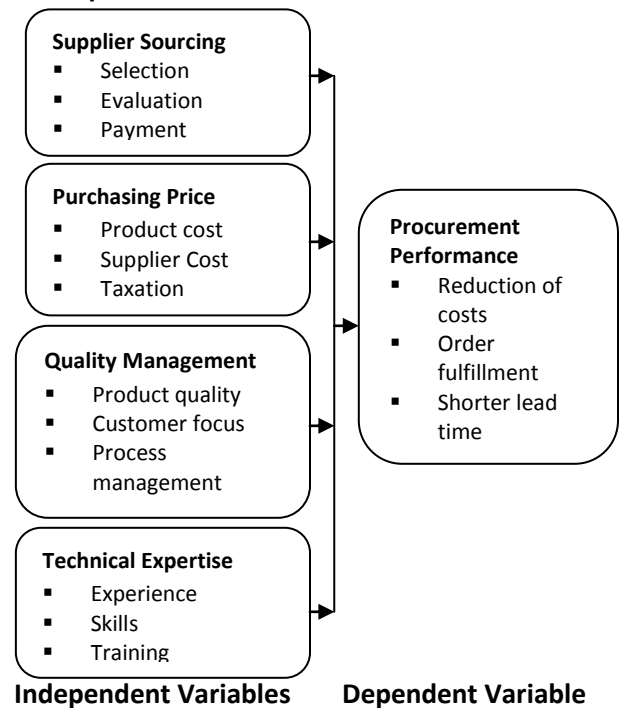 Supplier Sourcing
▪ Selection
▪ Evaluation
▪ Payment
Purchasing Price
▪ Product cost
▪ Supplier Cost
▪ Taxation
Quality Management
▪ Product quality
▪ Customer focus
▪ Process
management
Technical Expertise
▪ Experience
▪ Skills
▪ Training
Procurement
Performance
▪ Reduction of
costs
▪ Order
fulfillment
▪ Shorter lead
time
Independent Variables
Dependent Variable